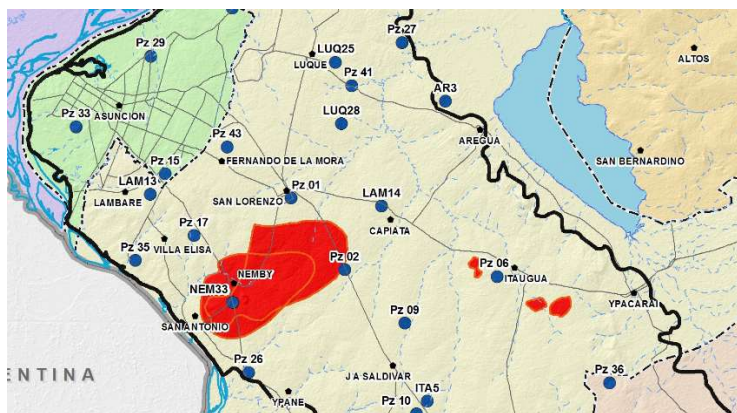 Pz 27
Pz 29
LUQ25
LUQUE
ALTOS
Pz 41
AR3
ASUNCION
Pz 33
LUQ28
AREGUA
Pz 43
FERNANDO DE LA MORA
SAN BERNARDINO
Pz 15
LAM13
LAMBARE
SAN LORENZO
Pz 01
LAM14
CAPIATA
Pz 17
VILLA ELISA
Pz 35
Pz 02
Pz 06
ITAUGUA
NEMBY
NEM33
YPACARAI
SAN ANTONIO
Pz 09
Pz 26
J A SALDIVAR
ENTINA
Pz 36
YPANE
ITA5
Pz 10